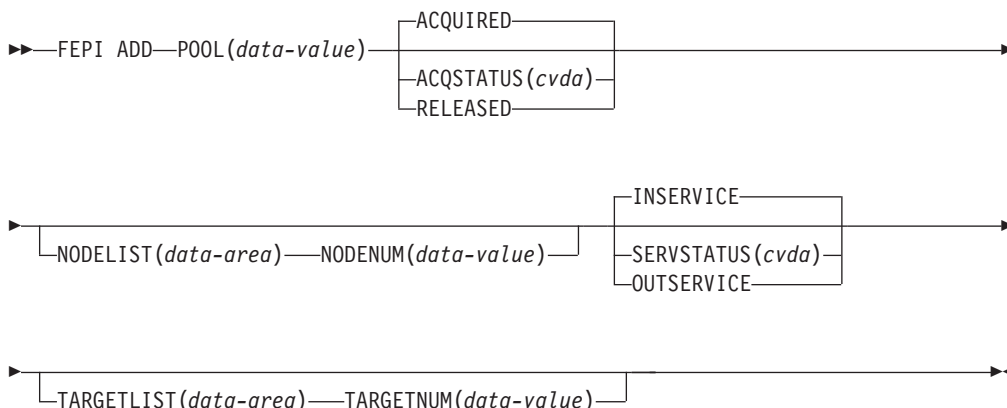 ACQUIRED
FEPI ADD POOL(data-value)
ACQSTATUS(cvda)
RELEASED
INSERVICE
NODELIST(data-area) NODENUM(data-value)
SERVSTATUS(cvda)
OUTSERVICE
TARGETLIST(data-area) TARGETNUM(data-value)